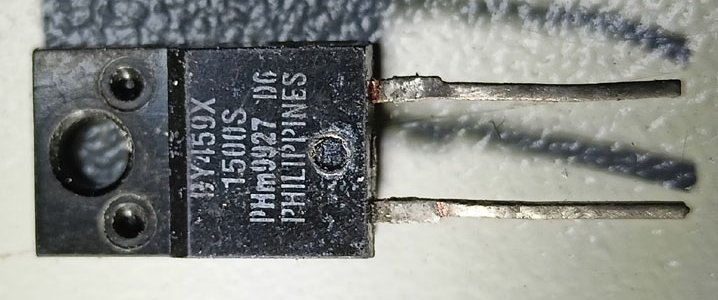 BY459X
1500S
PHm9927 DG
PHILIPPINES